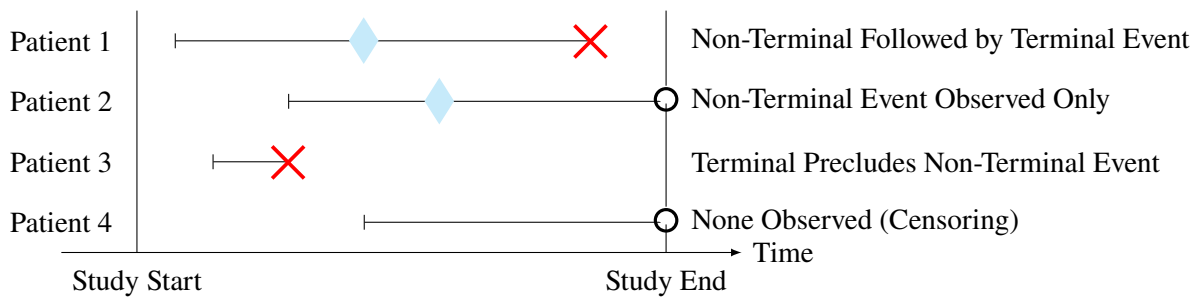 Patient 1 Non-Terminal Followed by Terminal Event
Patient 2 Non-Terminal Event Observed Only
Patient 3 Terminal Precludes Non-Terminal Event
Patient 4 None Observed (Censoring)
Time
Study Start Study End